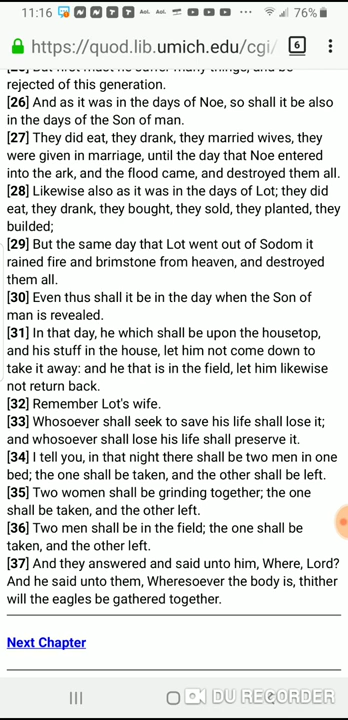 11:16 AoL AoL 76%
https://quod.lib.umich.edu/cgi/ 6
rejected of this generation.
[26] And as it was in the days of Noe, so shall it be also
in the days of the Son of man.
[27] They did eat, they drank, they married wives, they
were given in marriage, until the day that Noe entered
into the ark, and the flood came, and destroyed them all.
[28] Likewise also as it was in the days of Lot; they did
eat, they drank, they bought, they sold, they planted, they
builded;
[29] But the same day that Lot went out of Sodom it
rained fire and brimstone from heaven, and destroyed
them all.
[30] Even thus shall it be in the day when the Son of
man is revealed.
[31] In that day, he which shall be upon the housetop,
and his stuff in the house, let him not come down to
take it away: and he that is in the field, let him likewise
not return back.
[32] Remember Lot's wife.
[33] Whosoever shall seek to save his life shall lose it;
and whosoever shall lose his life shall preserve it.
[34] I tell you, in that night there shall be two men in one
bed; the one shall be taken, and the other shall be left.
[35] Two women shall be grinding together; the one
shall be taken, and the other left.
[36] Two men shall be in the field; the one shall be
taken, and the other left.
[37] And they answered and said unto him, Where, Lord?
And he said unto them, Wheresoever the body is, thither
will the eagles be gathered together.
Next Chapter
DU RECORDER